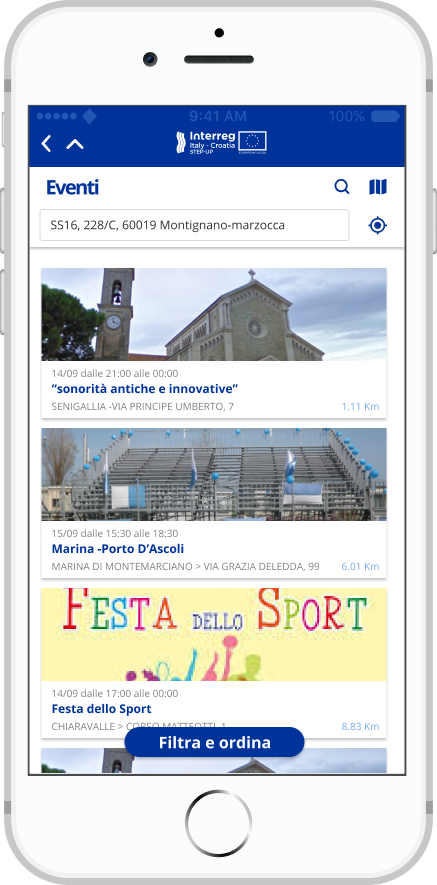 9:41 AM
100%
Interreg
Italy - Croatia
STEP-UP
Eventi
SS16, 228/C, 60019 Montignano-marzocca
14/09 dalle 21:00 alle 00:00
“sonorità antiche e innovative”
SENIGALLIA -VIA PRINCIPE UMBERTO, 7
1.11 Km
15/09 dalle 15:30 alle 18:30
Marina -Porto D’Ascoli
MARINA DI MONTEMARCIANO > VIA GRAZIA DELEDDA, 99
6.01 Km
FESTA DELLO SPORT
14/09 dalle 17:00 alle 00:00
Festa dello Sport
CHIARAVALLE > CORSO MATTEOTTI, 1
8.83 Km
Filtra e ordina